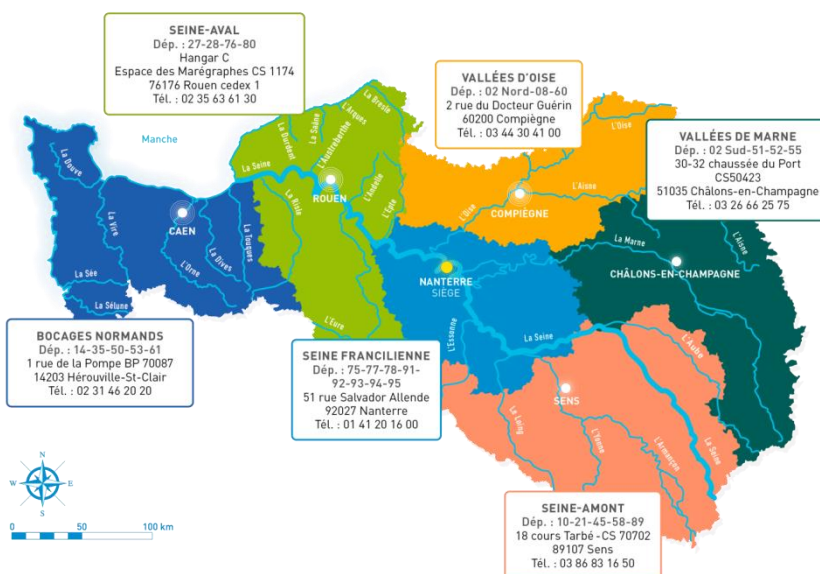 SEINE-AVAL
Dép. : 27-28-76-80
Hangar C
Espace des Marégraphes CS 1174
76176 Rouen cedex 1
Tél. : 02 35 63 61 30
VALLÉES D'OISE
Dép. : 02 Nord-08-60
2 rue du Docteur Guérin
60200 Compiègne
Tél. : 03 44 30 41 00
VALLÉES DE MARNE
Dép. : 02 Sud-51-52-55
30-32 chaussée du Port
CS50423
51035 Châlons-en-Champagne
Tél. : 03 26 66 25 75
Manche
La Bresle
L'Arques
La Saâne
La Durdent
L'Austreberthe
La Seine
ROUEN
L'Andelle
L'Epte
La Risle
L'Eure
L'Oise
L'Oise
L'Aisne
COMPIÈGNE
La Douve
La Vire
CAEN
La Touques
La Dives
L'Orne
La Sée
La Sélune
NANTERRE
SIÈGE
La Marne
L'Aisne
CHÂLONS-EN-CHAMPAGNE
L'Essonne
La Seine
L'Aube
SENS
Le Loing
L'Yonne
L'Armançon
La Seine
BOCAGES NORMANDS
Dép. : 14-35-50-53-61
1 rue de la Pompe BP 70087
14203 Hérouville-St-Clair
Tél. : 02 31 46 20 20
SEINE FRANCILIENNE
Dép. : 75-77-78-91-
92-93-94-95
51 rue Salvador Allende
92027 Nanterre
Tél. : 01 41 20 16 00
SEINE-AMONT
Dép. : 10-21-45-58-89
18 cours Tarbé -CS 70702
89107 Sens
Tél. : 03 86 83 16 50
N
W
E
S
0 50 100 km